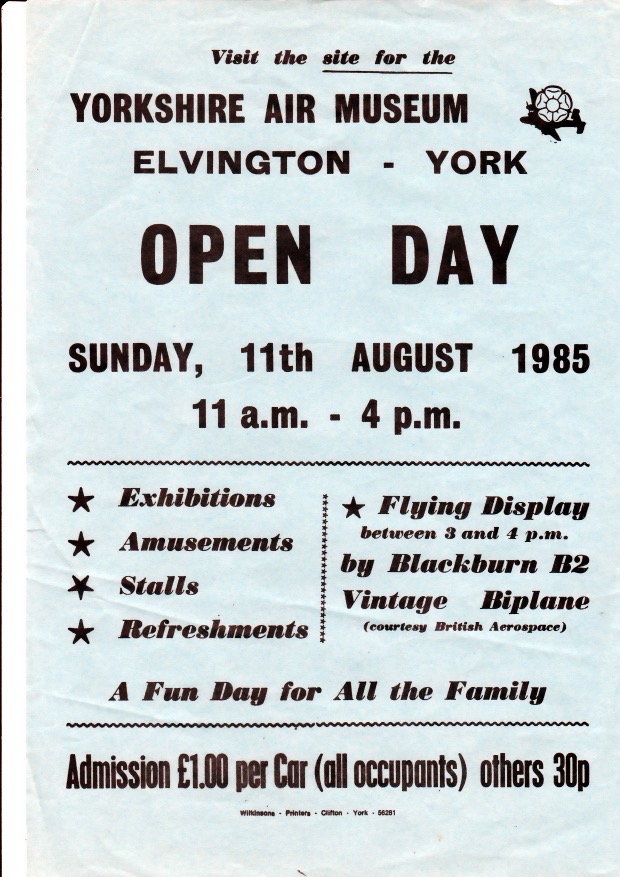 Visit the site for the
YORKSHIRE AIR MUSEUM
ELVINGTON - YORK
OPEN DAY
SUNDAY, 11th AUGUST 1985
11 a.m. - 4 p.m.
Exhibitions
Amusements
Stalls
Refreshments
Flying Display
between 3 and 4 p.m.
by Blackburn B2
Vintage Biplane
(courtesy British Aerospace)
A Fun Day for All the Family
Admission £1.00 per Car (all occupants) others 30p
Wilkinsons - Printers - Clifton - York - 56281